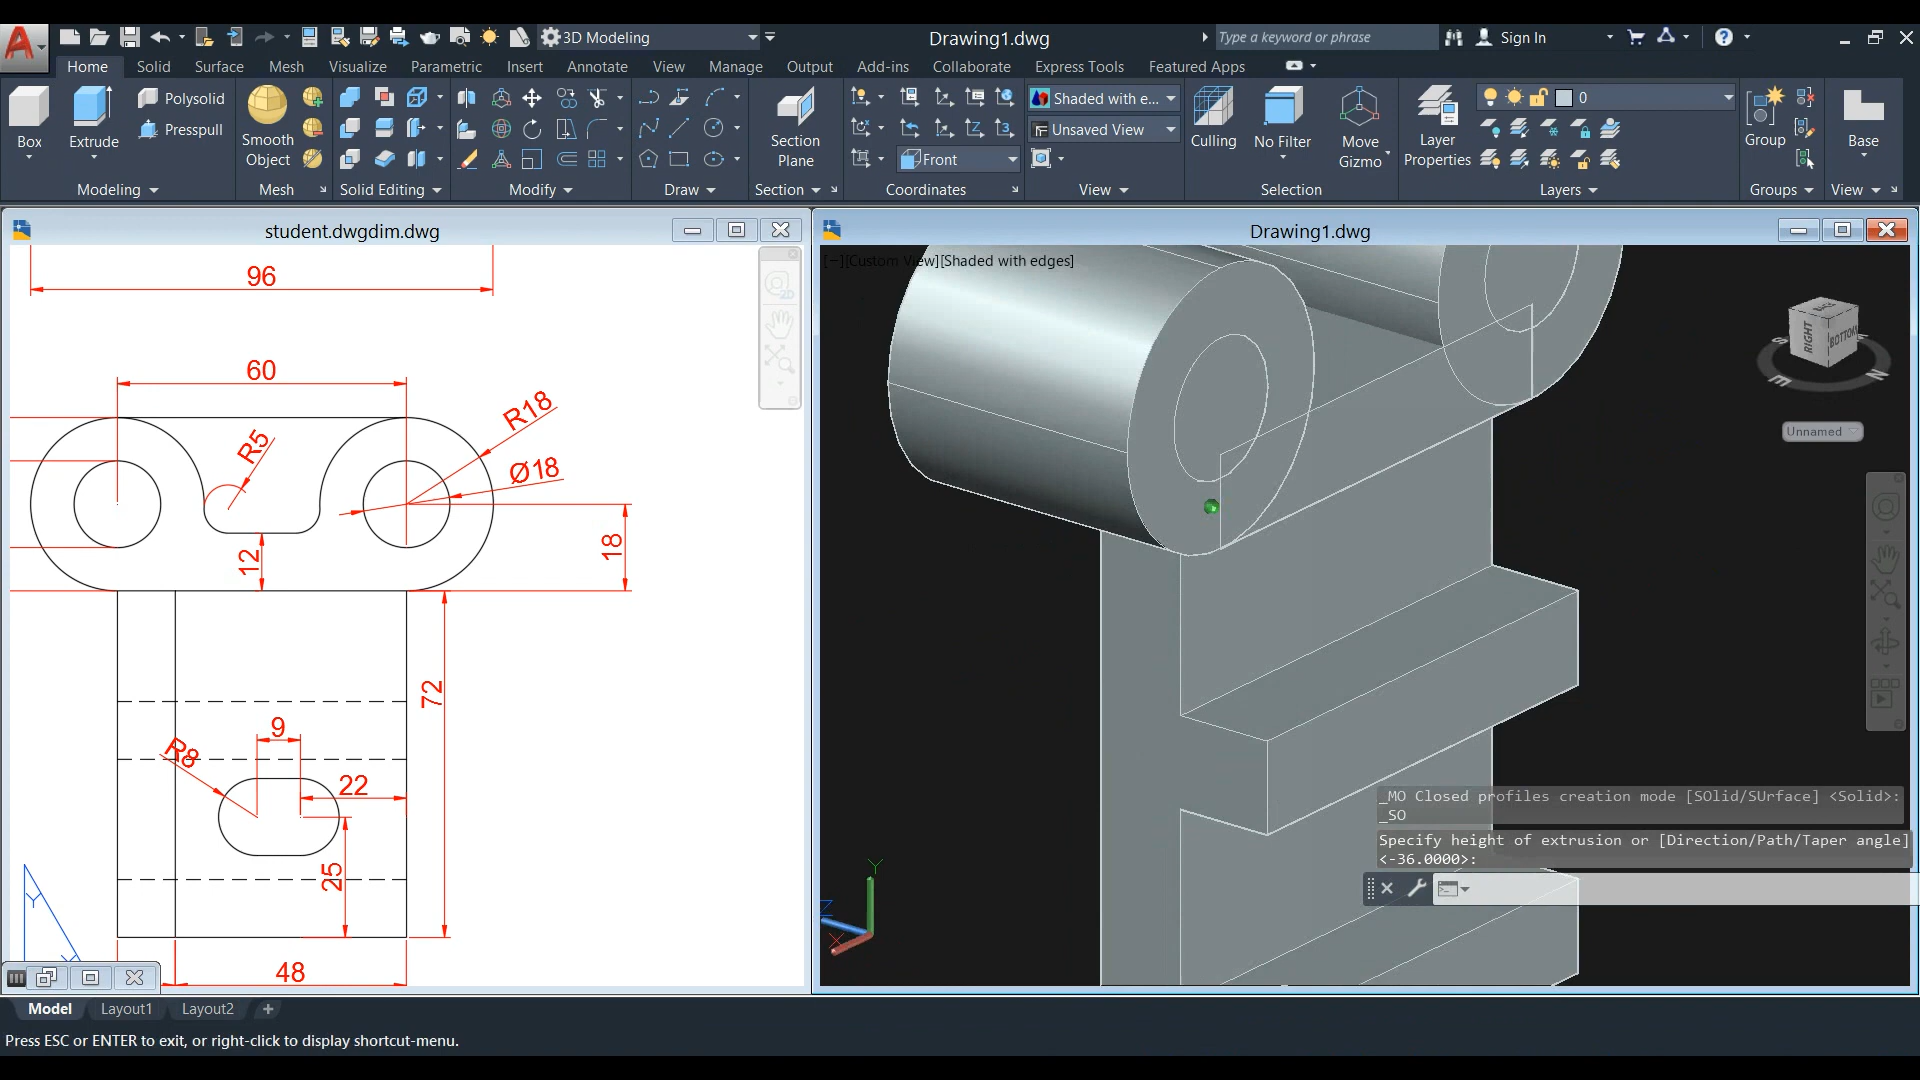 3D Modeling
Drawing1.dwg
Type a keyword or phrase
Sign In
Home Solid Surface Mesh Visualize Parametric Insert Annotate View Manage Output Add-ins Collaborate Express Tools Featured Apps
Box
Extrude
Polysolid
Presspull
Smooth
Object
Section
Plane
Front
Shaded with e...
Unsaved View
Culling
No Filter
Move
Gizmo
Layer
Properties
0
Group
Base
Modeling
Mesh
Solid Editing
Modify
Draw
Section
Coordinates
View
Selection
Layers
Groups
View
student.dwgdim.dwg
96
60
R18
R5
Ø18
12
18
72
9
R8
22
25
48
Y
Drawing1.dwg
[−][Custom View][Shaded with edges]
BACK
RIGHT
BOTTOM
S
E
N
Unnamed
Y
Z
X
_MO Closed profiles creation mode [SOlid/SUrface] <Solid>:
_SO
Specify height of extrusion or [Direction/Path/Taper angle]
<-36.0000>:
Model Layout1 Layout2 +
Press ESC or ENTER to exit, or right-click to display shortcut-menu.